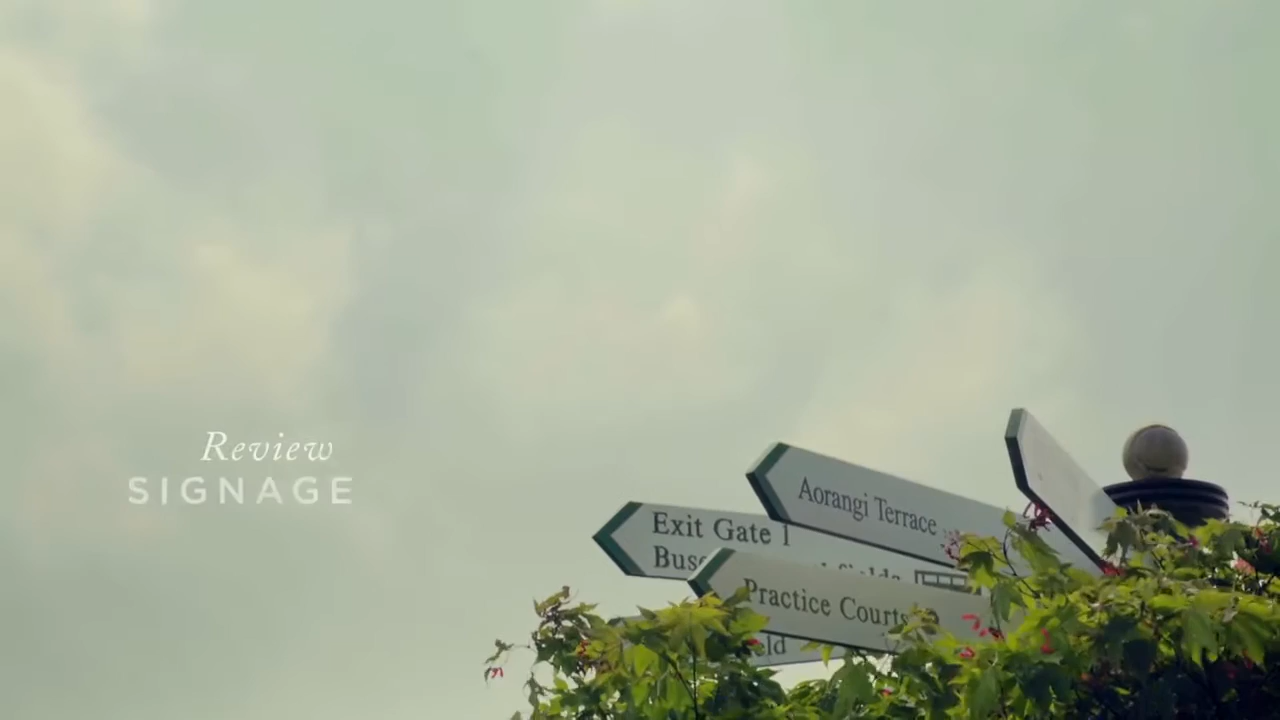 Review
SIGNAGE
Aorangi Terrace
Exit Gate 1
Practice Courts